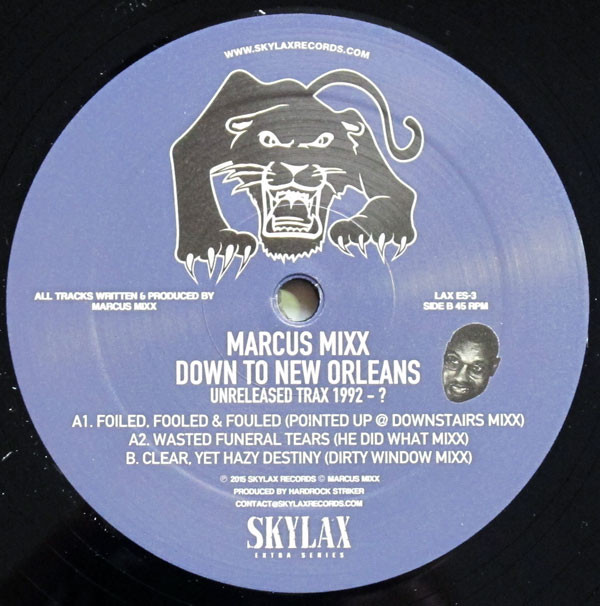 WWW.SKYLAXRECORDS.COM
ALL TRACKS WRITTEN & PRODUCED BY
MARCUS MIXX
LAX ES-3
SIDE B 45 RPM
MARCUS MIXX
DOWN TO NEW ORLEANS
UNRELEASED TRAX 1992 - ?
A1. FOILED, FOOLED & FOULED (POINTED UP @ DOWNSTAIRS MIXX)
A2. WASTED FUNERAL TEARS (HE DID WHAT MIXX)
B. CLEAR, YET HAZY DESTINY (DIRTY WINDOW MIXX)
℗ 2015 SKYLAX RECORDS © MARCUS MIXX
PRODUCED BY HARDROCK STRIKER
CONTACT@SKYLAXRECORDS.COM
SKYLAX
EXTRA SERIES